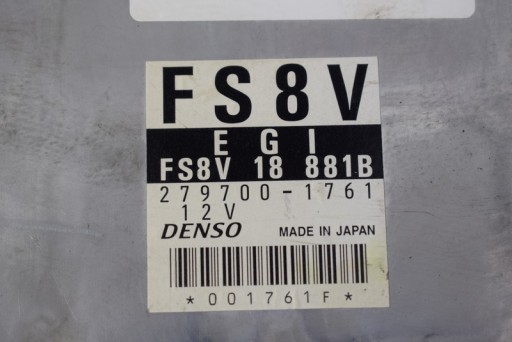 FS8V
EGI
FS8V 18 881B
279700-1761
12V
DENSO MADE IN JAPAN
*001761F*